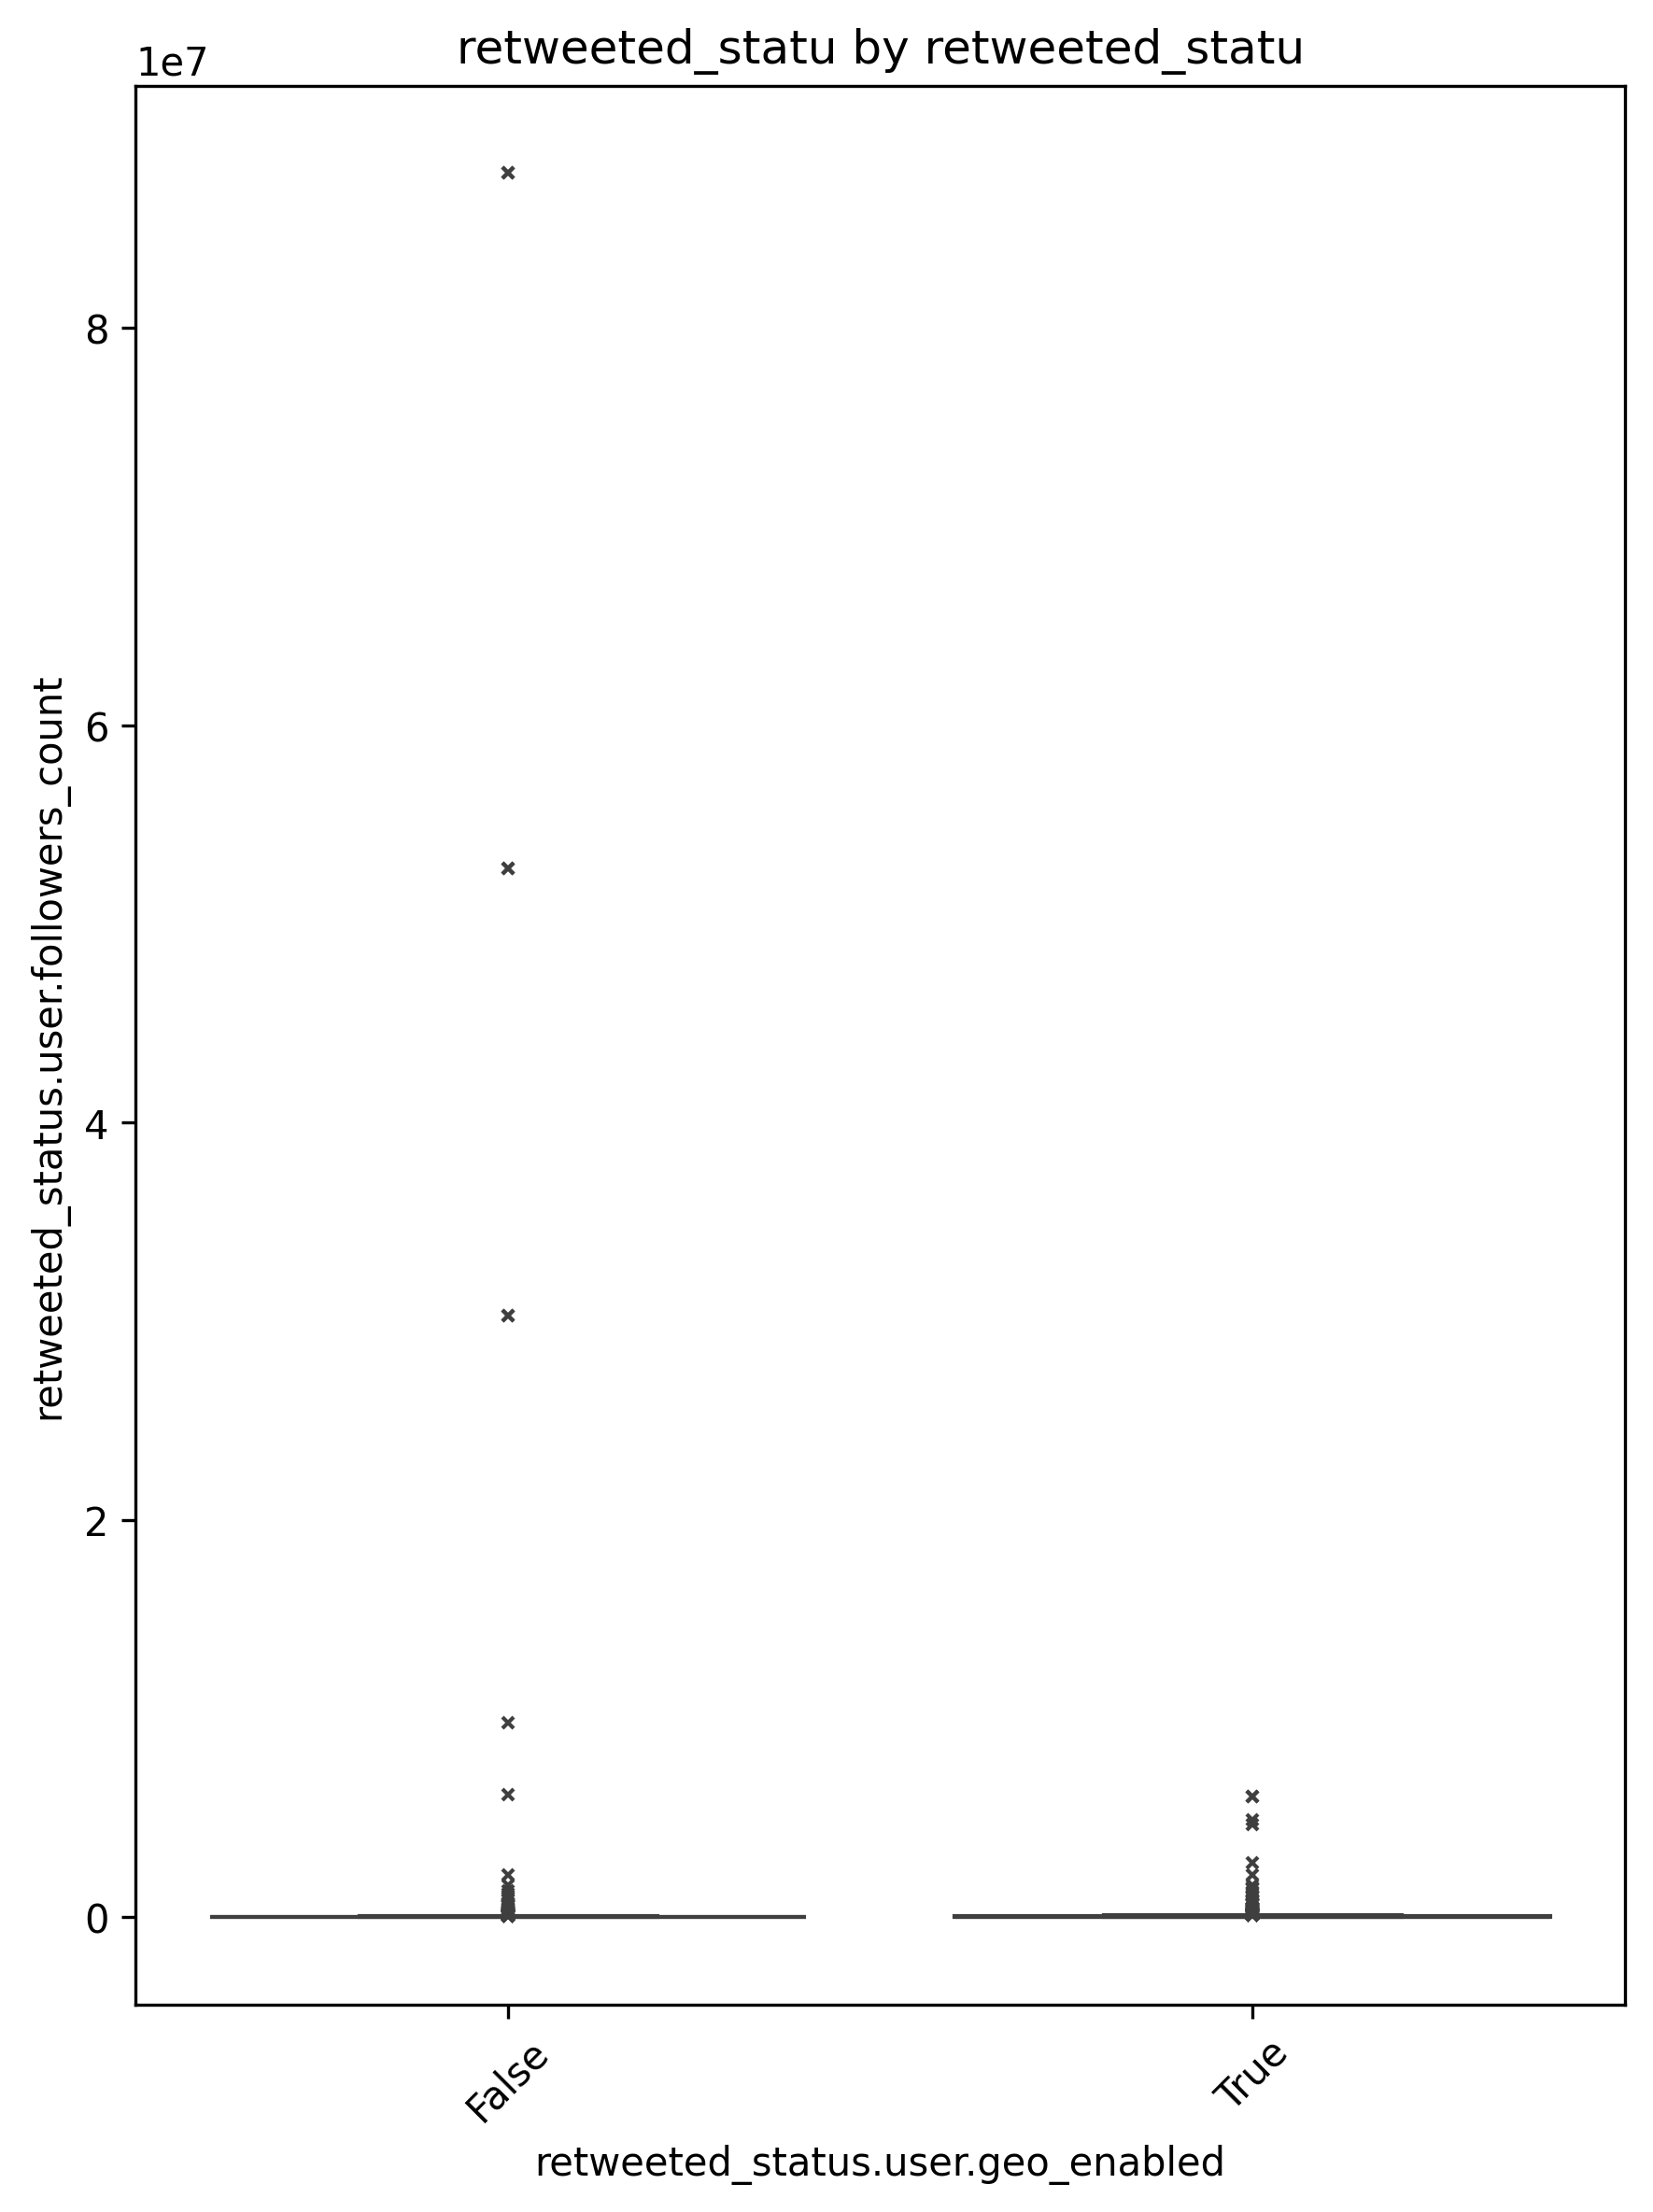 retweeted_statu by retweeted_statu
1e7
8
6
4
2
0
retweeted_status.user.followers_count
False
True
retweeted_status.user.geo_enabled